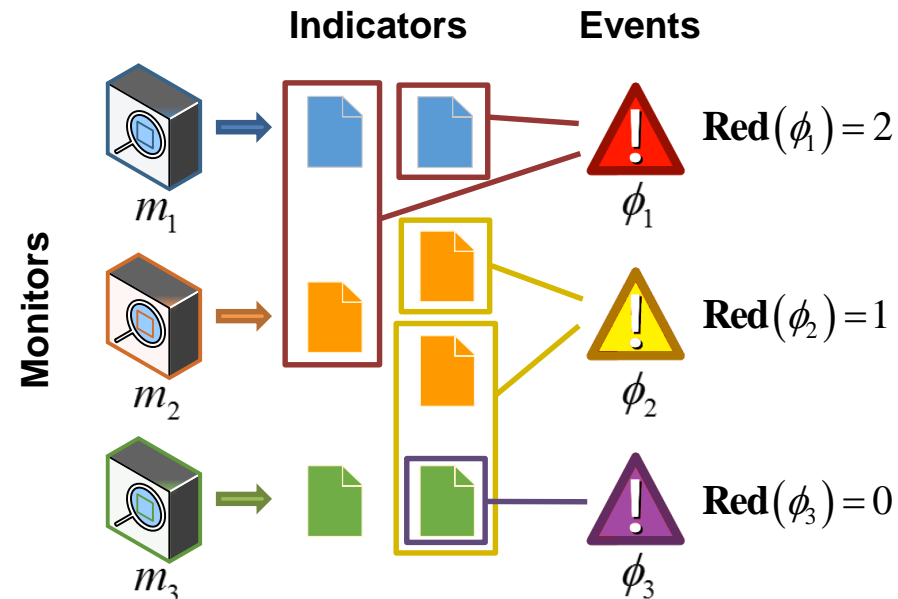 Indicators
Events
Monitors
m₁
ϕ₁
Red(ϕ₁) = 2
m₂
ϕ₂
Red(ϕ₂) = 1
m₃
ϕ₃
Red(ϕ₃) = 0